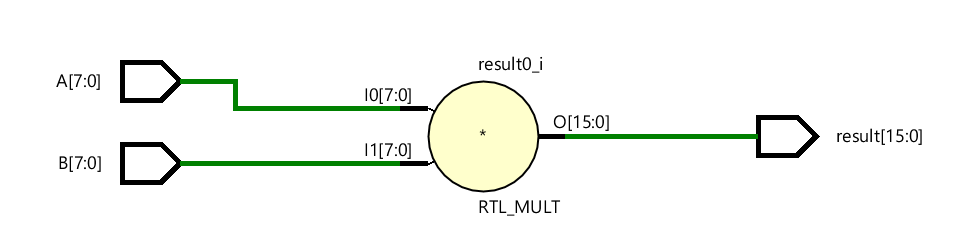 result0_i
A[7:0]
I0[7:0]
O[15:0]
*
result[15:0]
I1[7:0]
B[7:0]
RTL_MULT